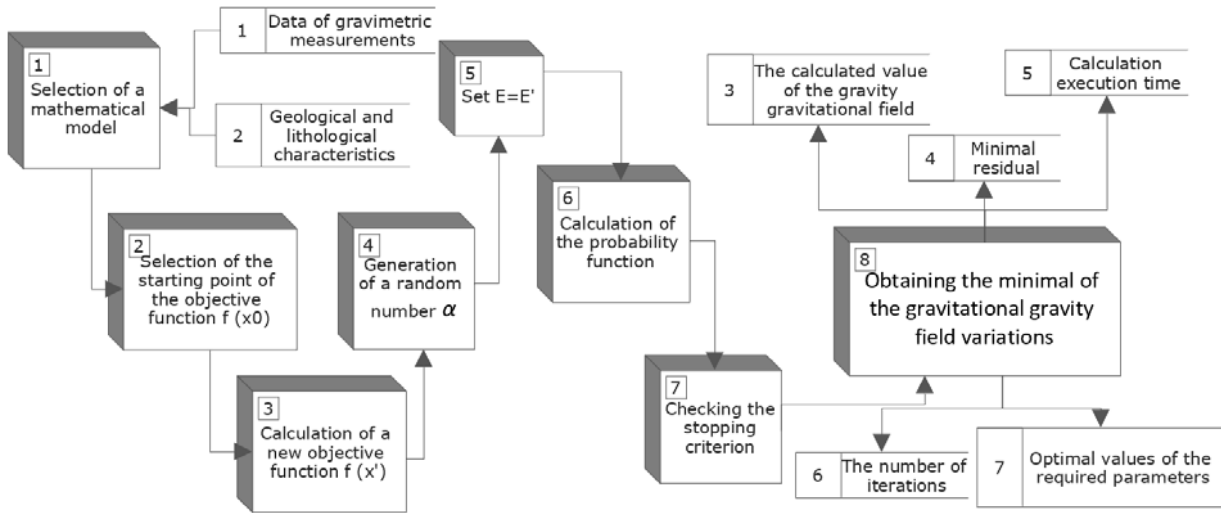 1
Selection of a
mathematical
model
1
Data of gravimetric
measurements
2
Geological and
lithological
characteristics
2
Selection of the
starting point of
the objective
function f (x0)
3
Calculation of a
new objective
function f (x')
4
Generation
of a random
number α
5
Set E=E'
6
Calculation of
the probability
function
7
Checking the
stopping
criterion
8
Obtaining the minimal of
the gravitational gravity
field variations
3
The calculated value
of the gravity
gravitational field
4
Minimal
residual
5
Calculation
execution time
6
The number of
iterations
7
Optimal values of the
required parameters